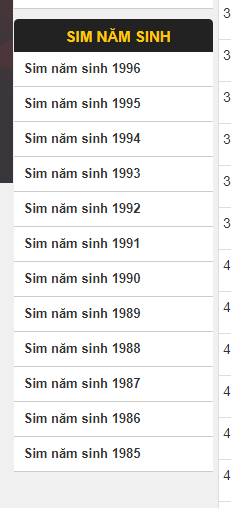 SIM NĂM SINH
Sim năm sinh 1996
Sim năm sinh 1995
Sim năm sinh 1994
Sim năm sinh 1993
Sim năm sinh 1992
Sim năm sinh 1991
Sim năm sinh 1990
Sim năm sinh 1989
Sim năm sinh 1988
Sim năm sinh 1987
Sim năm sinh 1986
Sim năm sinh 1985
3
3
3
3
3
3
3
4
4
4
4
4
4
4